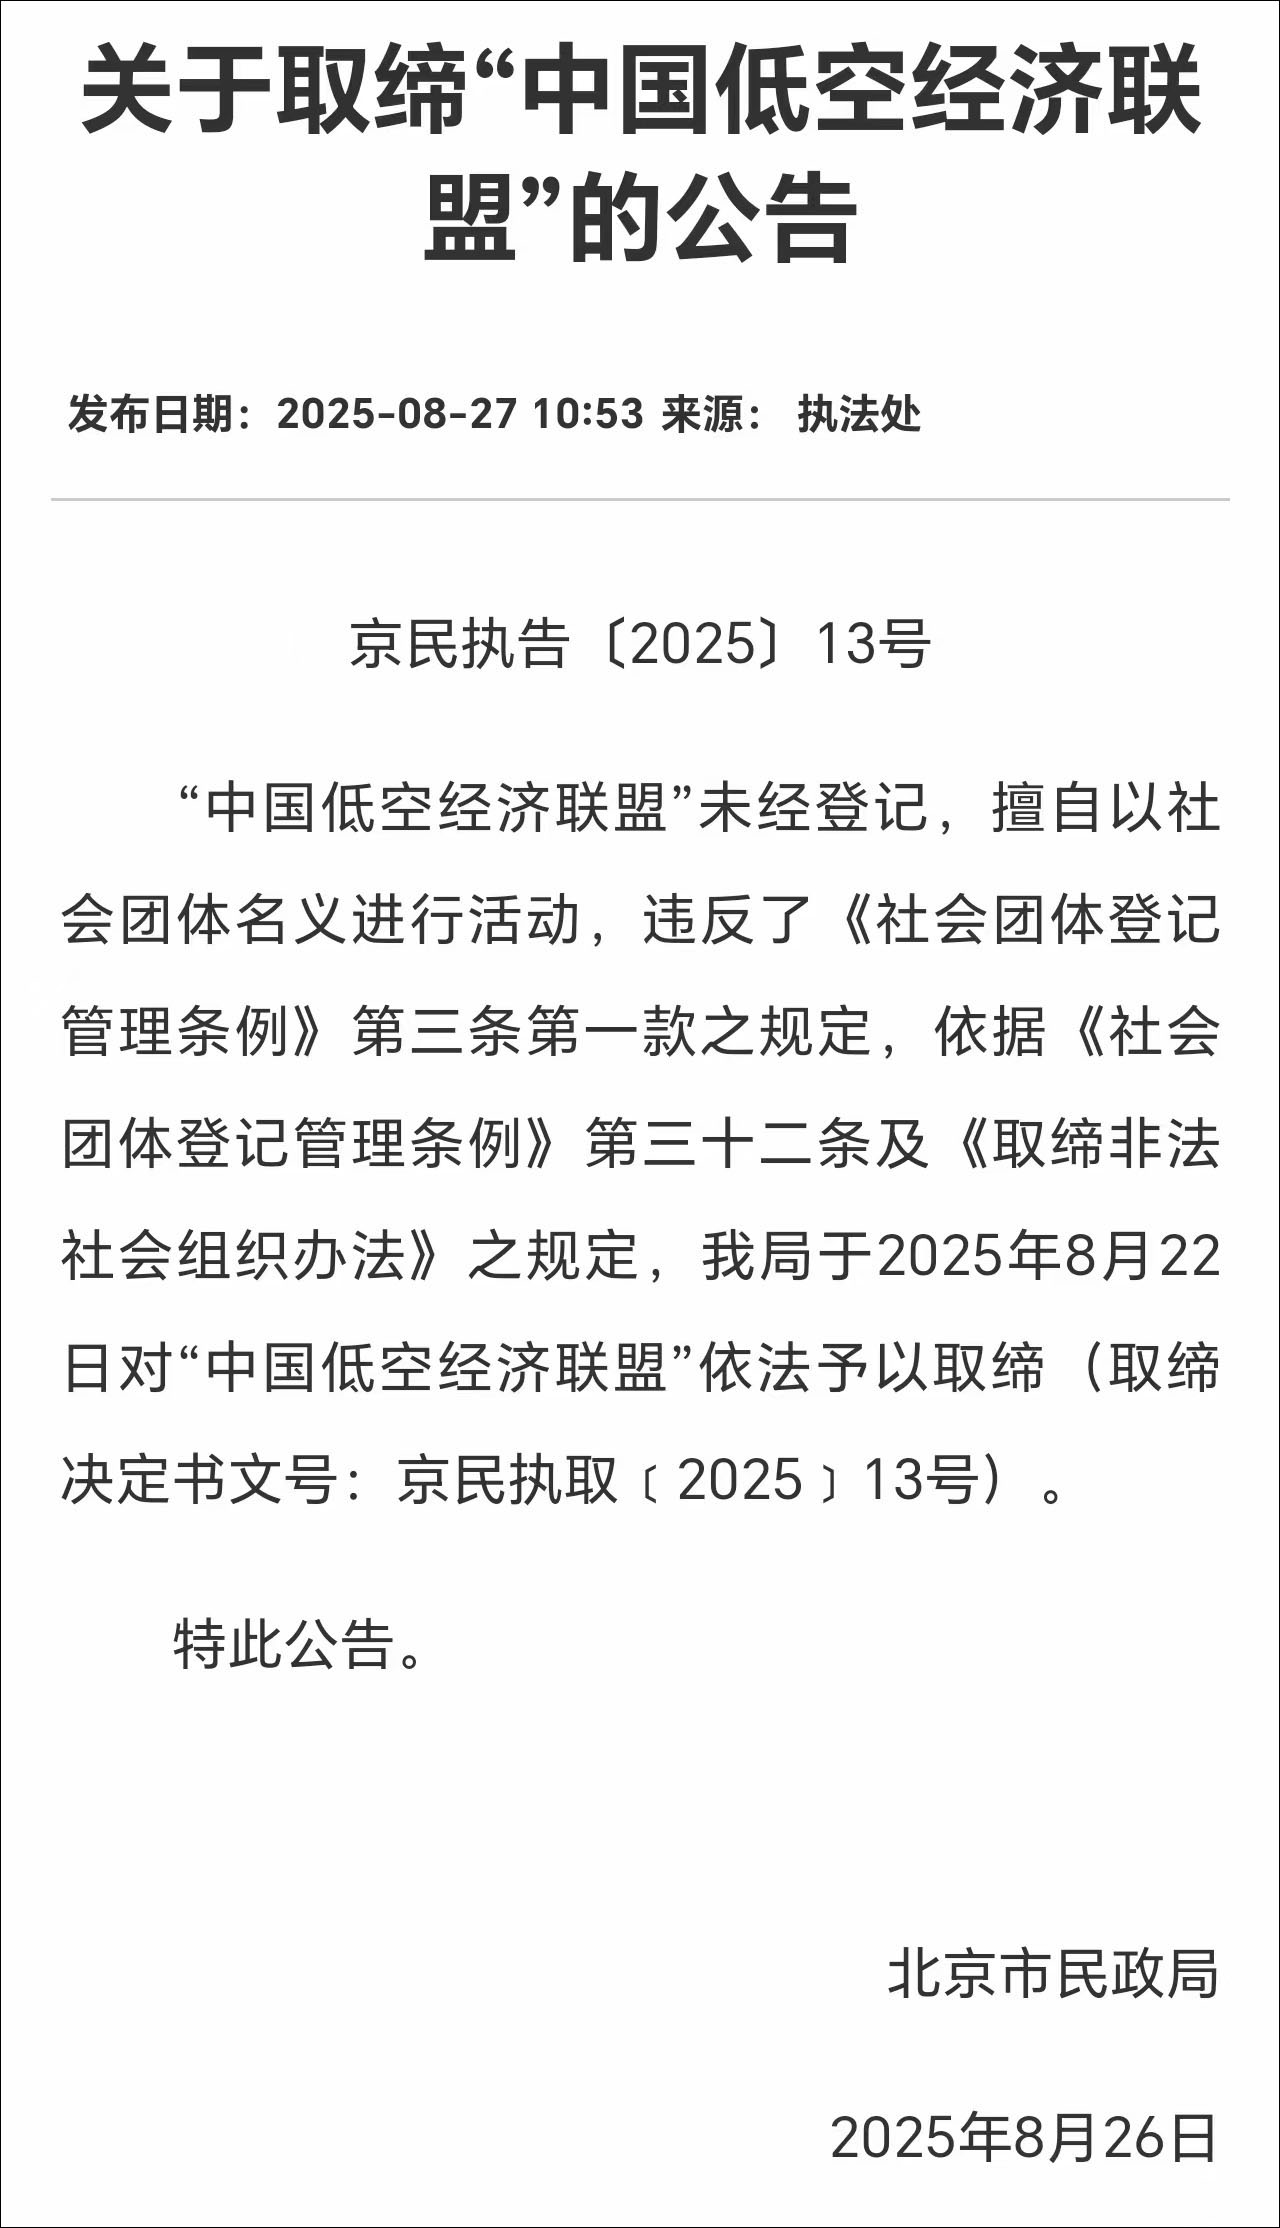 关于取缔“中国低空经济联
盟”的公告
发布日期：2025-08-27 10:53 来源： 执法处
京民执告〔2025〕13号
“中国低空经济联盟”未经登记，擅自以社
会团体名义进行活动，违反了《社会团体登记
管理条例》第三条第一款之规定，依据《社会
团体登记管理条例》第三十二条及《取缔非法
社会组织办法》之规定，我局于2025年8月22
日对“中国低空经济联盟”依法予以取缔（取缔
决定书文号：京民执取﹝2025﹞13号）。
特此公告。
北京市民政局
2025年8月26日